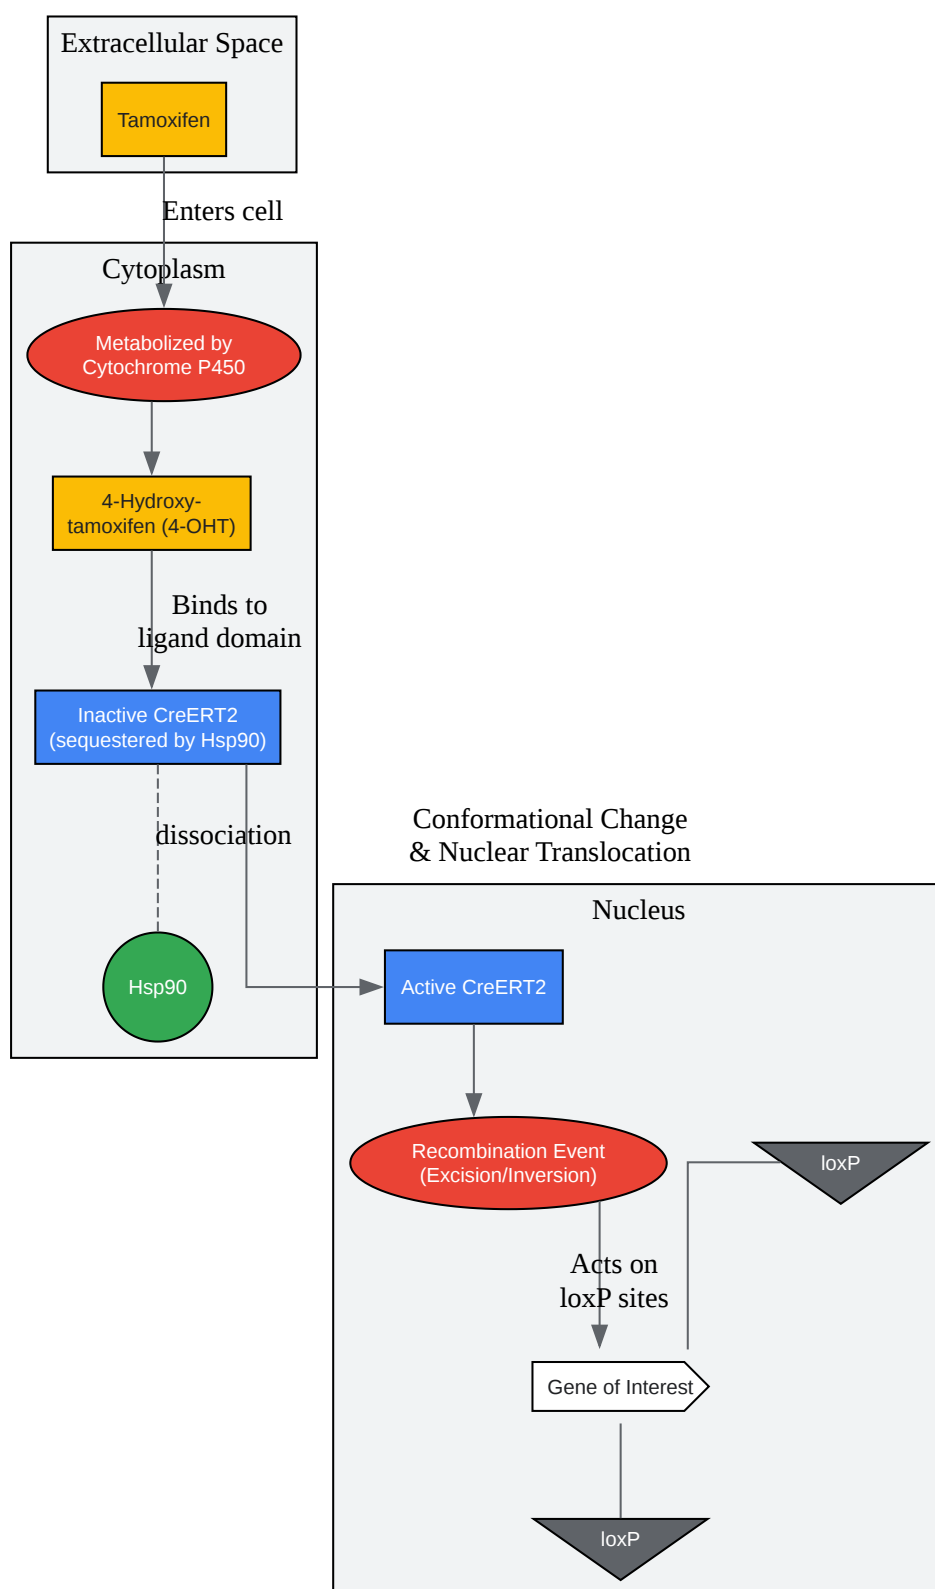 Extracellular Space
Tamoxifen
Enters cell
Cytoplasm
Metabolized by
Cytochrome P450
4-Hydroxy-
tamoxifen (4-OHT)
Binds to
ligand domain
Inactive CreERT2
(sequestered by Hsp90)
dissociation
Hsp90
Conformational Change
& Nuclear Translocation
Nucleus
Active CreERT2
Recombination Event
(Excision/Inversion)
loxP
Acts on
loxP sites
Gene of Interest
loxP